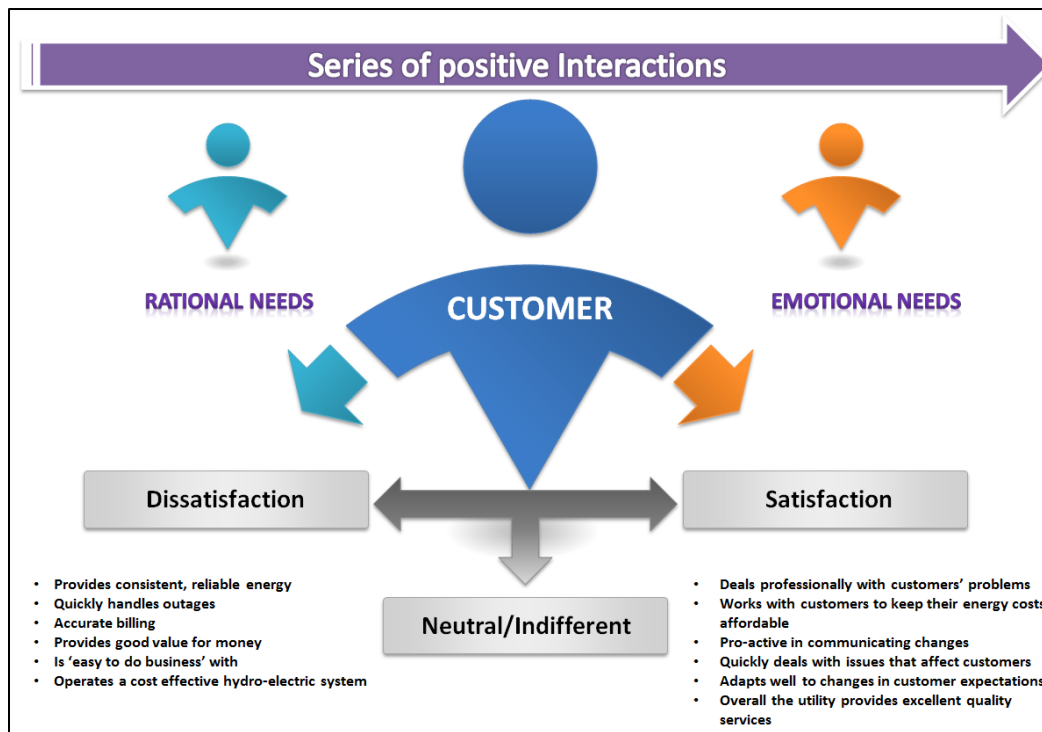 Series of positive Interactions
RATIONAL NEEDS
CUSTOMER
EMOTIONAL NEEDS
Dissatisfaction
Satisfaction
Neutral/Indifferent
• Provides consistent, reliable energy
• Quickly handles outages
• Accurate billing
• Provides good value for money
• Is ‘easy to do business’ with
• Operates a cost effective hydro-electric system
• Deals professionally with customers’ problems
• Works with customers to keep their energy costs
affordable
• Pro-active in communicating changes
• Quickly deals with issues that affect customers
• Adapts well to changes in customer expectations
• Overall the utility provides excellent quality
services